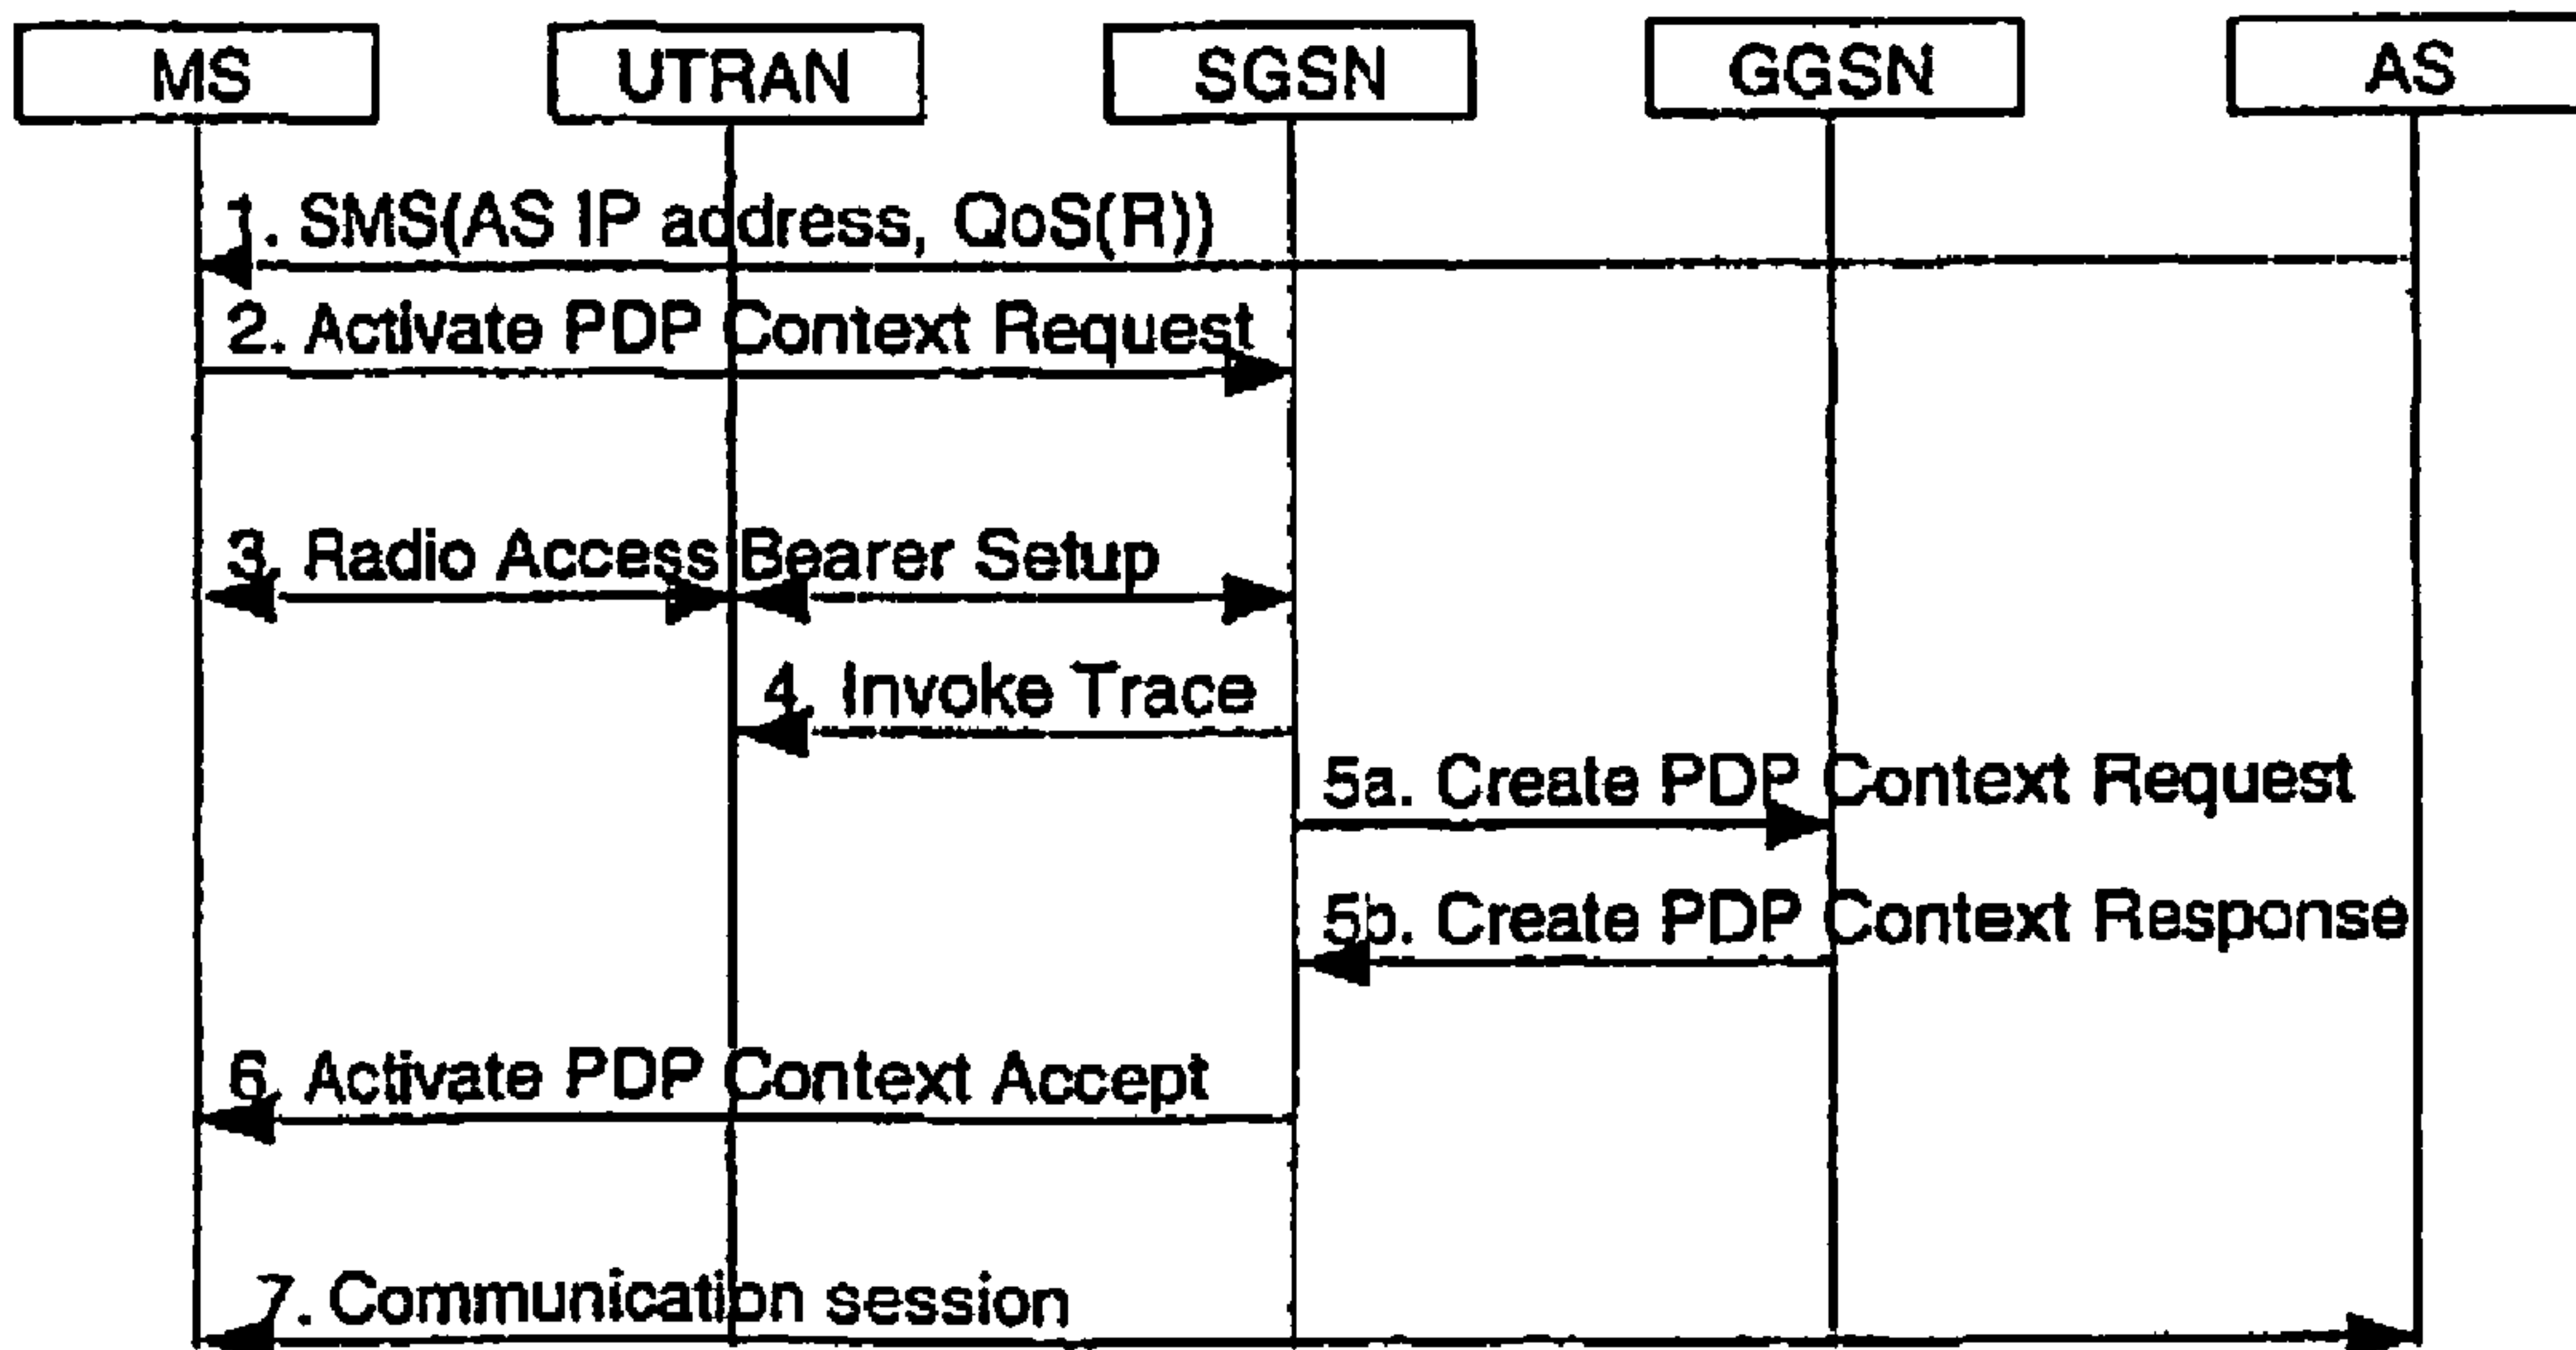 MS UTRAN SGSN GGSN AS
1. SMS(AS IP address, QoS(R))
2. Activate PDP Context Request
3. Radio Access Bearer Setup
4. Invoke Trace
5a. Create PDP Context Request
5b. Create PDP Context Response
6. Activate PDP Context Accept
7. Communication session